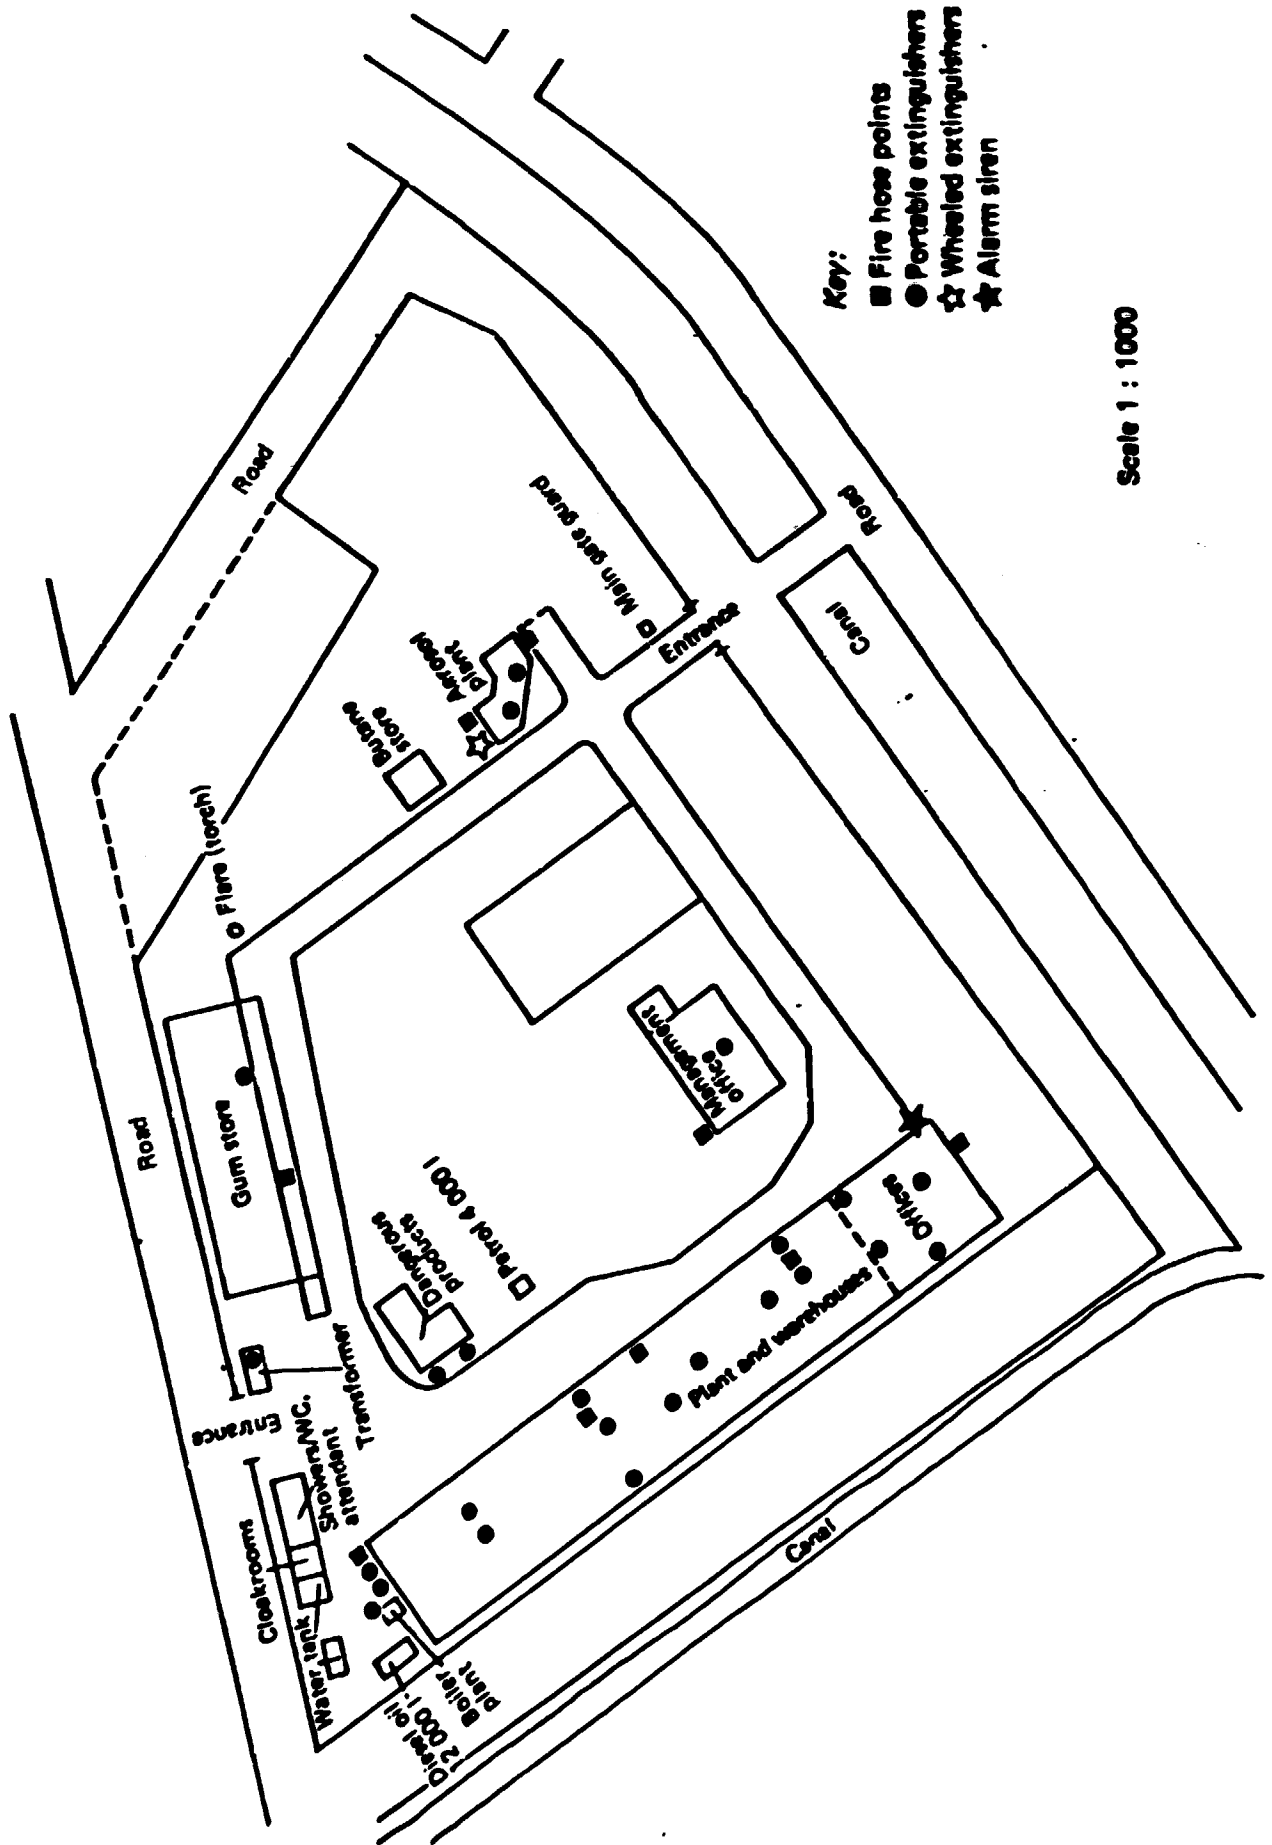 Road
Road
Gum store
Flare (torch)
Butane
store
Aerosol
plant
Main gate guard
Entrance
Road
Canal
Entrance
Transformer
Showers/WC.
attendant
Cloakrooms
Water tank
Diesel oil
12 000 l.
Boiler
plant
Dangerous
products
Petrol 4 000 l
Management
office
Offices
Plant and warehouses
Canal
Key:
Fire hose points
Portable extinguishers
Wheeled extinguishers
Alarm siren
Scale 1 : 1000